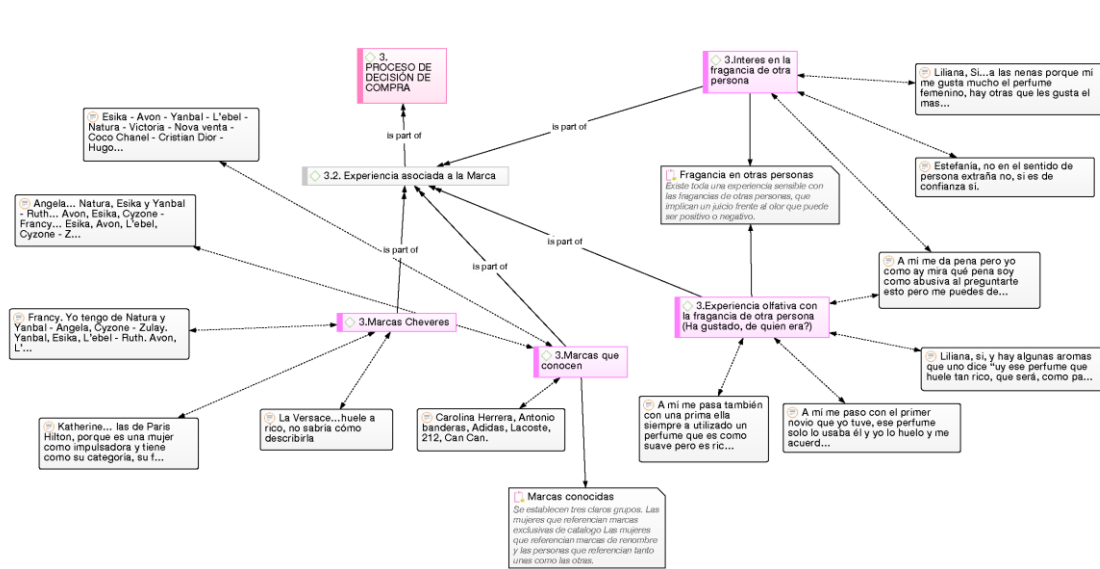 3.
PROCESO DE
DECISIÓN DE
COMPRA
3.Interes en la
fragancia de otra
persona
Liliana, Si...a las nenas porque mí
me gusta mucho el perfume
femenino, hay otras que les gusta el
mas...
Esika - Avon - Yanbal - L'ebel -
Natura - Victoria - Nova venta -
Coco Chanel - Cristian Dior -
Hugo...
is part of
is part of
3.2. Experiencia asociada a la Marca
Estefania, no en el sentido de
persona extraña no, si es de
confianza si.
Fragancia en otras personas
Existe toda una experiencia sensible con
las fragancias de otras personas, que
implican un juicio frente al olor que puede
ser positivo o negativo.
Angela... Natura, Esika y Yanbal
- Ruth... Avon, Esika, Cyzone -
Francy... Esika, Avon, L'ebel,
Cyzone - Z...
is part of
is part of
is part of
A mi me da pena pero yo
como ay mira qué pena soy
como abusiva al preguntarte
esto pero me puedes de...
Francy. Yo tengo de Natura y
Yanbal - Angela, Cyzone - Zulay.
Yanbal, Esika, L'ebel - Ruth. Avon,
L'...
3.Marcas Cheveres
3.Experiencia olfativa con
la fragancia de otra persona
(Ha gustado, de quien era?)
3.Marcas que
conocen
Liliana, si, y hay algunas aromas
que uno dice “uy ese perfume que
huele tan rico, que será, como pa...
Katherine... las de Paris
Hilton, porque es una mujer
como impulsadora y tiene
como su categoria, su f...
La Versace...huele a
rico, no sabría cómo
describirla
Carolina Herrera, Antonio
banderas, Adidas, Lacoste,
212, Can Can.
A mí me pasa también
con una prima ella
siempre a utilizado un
perfume que es como
suave pero es ric...
A mi me paso con el primer
novio que yo tuve, ese perfume
solo lo usaba él y yo lo huelo y me
acuerd...
Marcas conocidas
Se establecen tres claros grupos. Las
mujeres que referencian marcas
exclusivas de catalogo Las mujeres
que referencian marcas de renombre
y las personas que referencian tanto
unas como las otras.